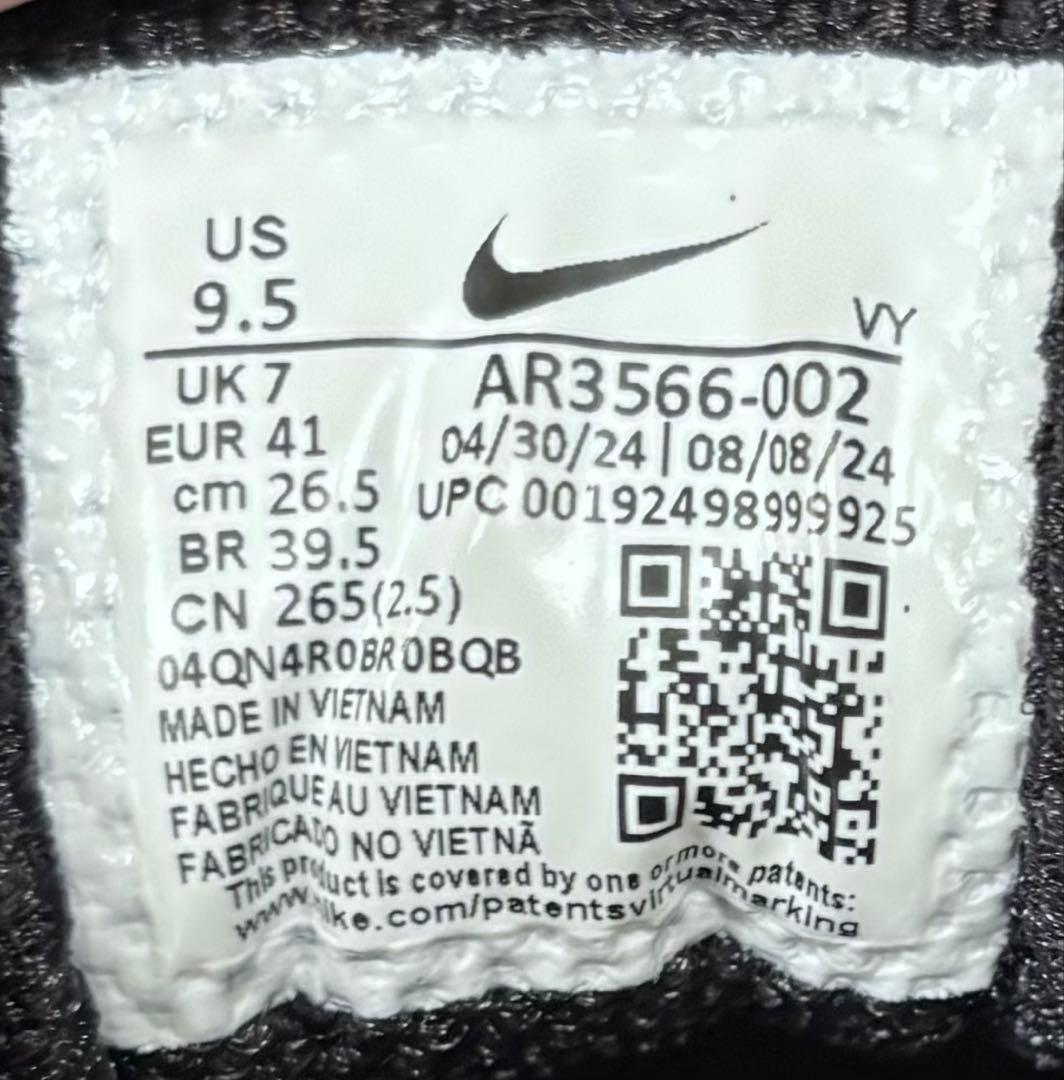 US
9.5
VY
UK 7
AR3566-002
EUR 41
04/30/24 | 08/08/24
cm 26.5
UPC 00192498999925
BR 39.5
CN 265(2.5)
04QN4R0BR0BQB
MADE IN VIETNAM
HECHO EN VIETNAM
FABRIQUE AU VIETNAM
FABRICADO NO VIETNÃ
This product is covered by one or more patents:
www.nike.com/patentsvirtualmarking